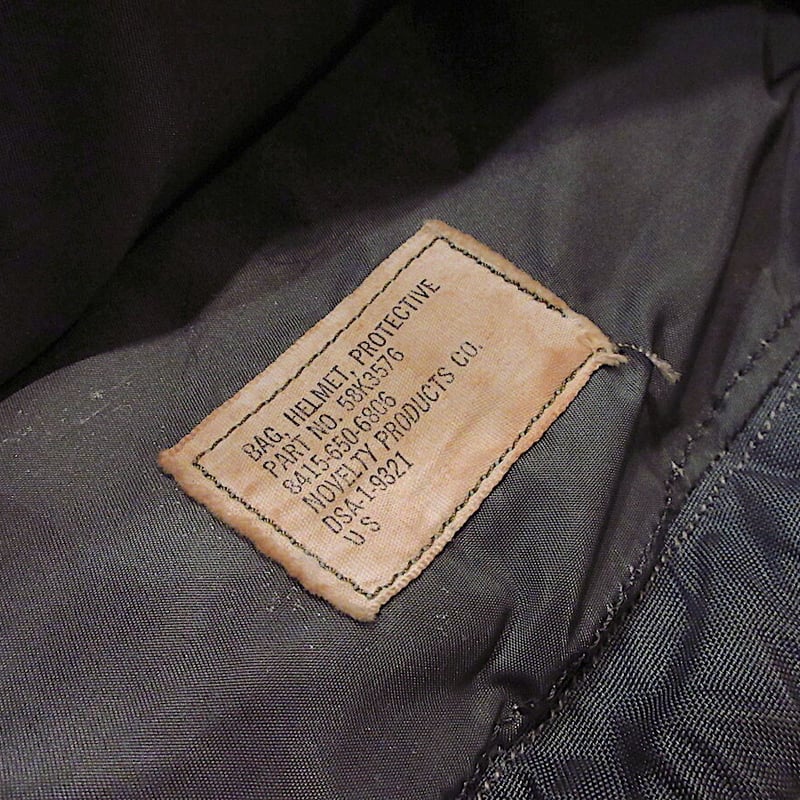 BAG, HELMET, PROTECTIVE
PART NO. 58K3576
8415-650-6806
NOVELTY PRODUCTS CO.
DSA-1-9321
U S